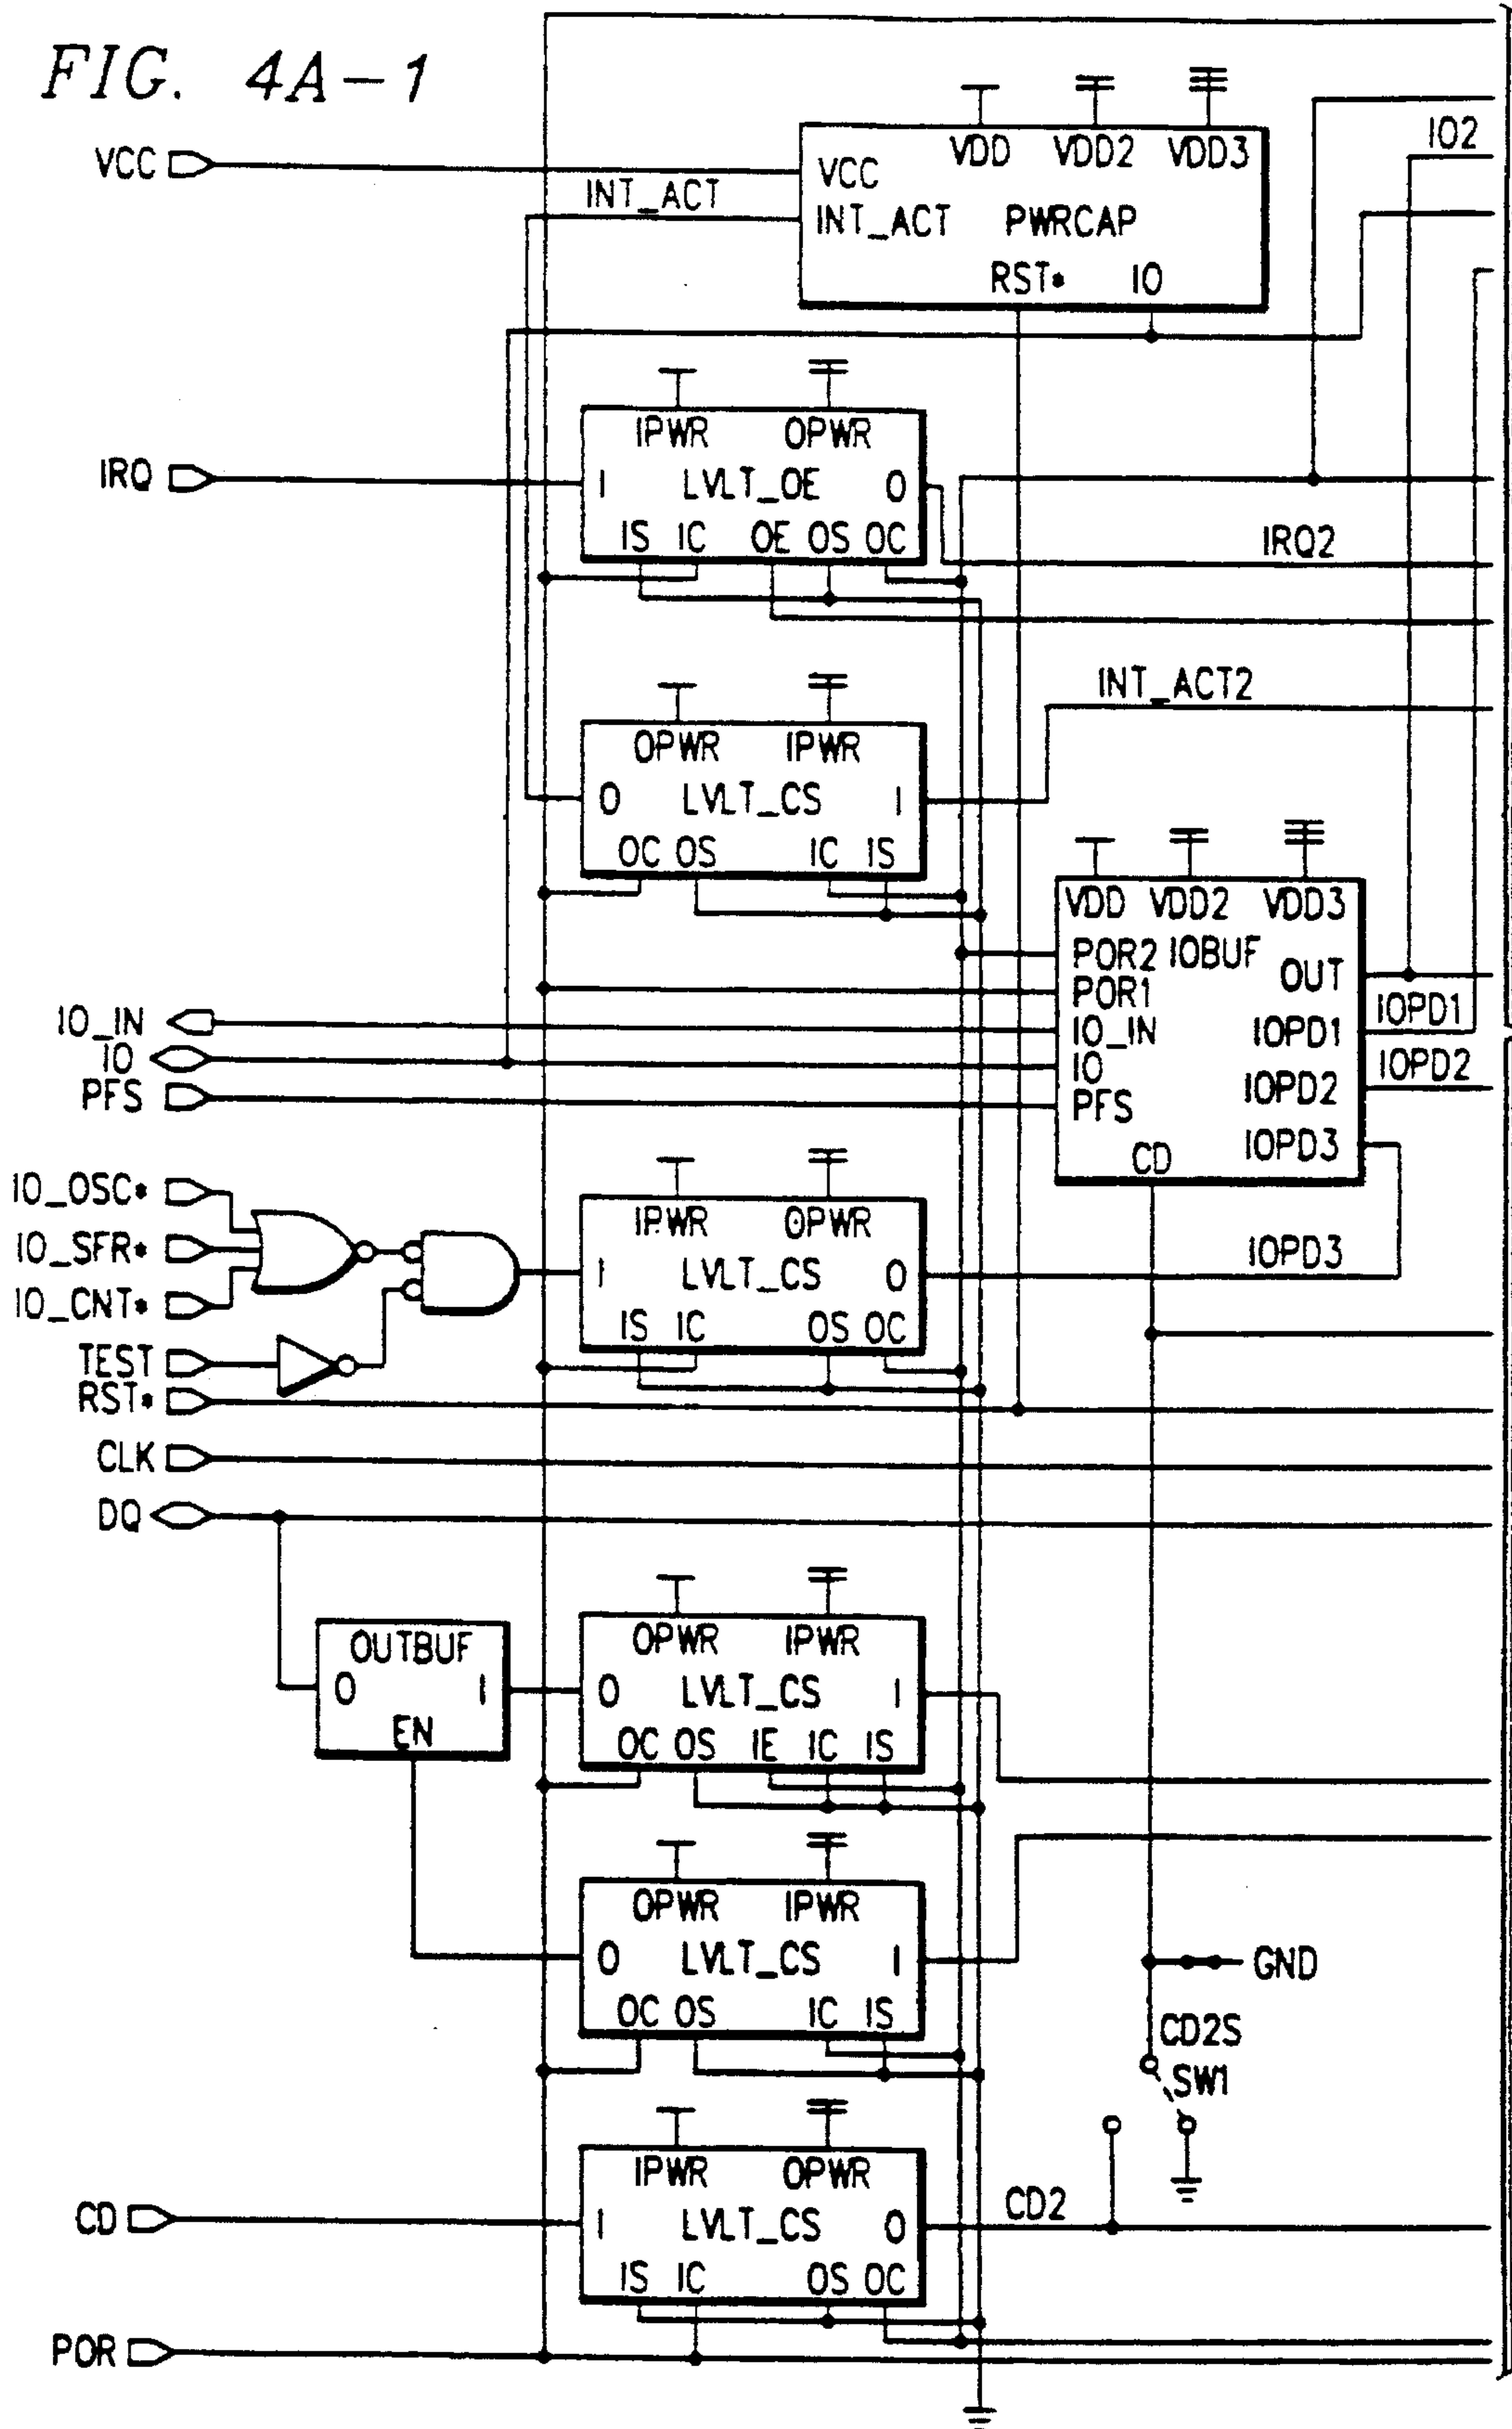 FIG. 4A-1
VCC
INT_ACT
VDD VDD2 VDD3
VCC
INT_ACT PWRCAP
RST* IO
IO2
IRQ
IPWR OPWR
I LVLT_OE O
IS IC OE OS OC
IRQ2
INT_ACT2
OPWR IPWR
O LVLT_CS I
OC OS IC IS
VDD VDD2 VDD3
POR2 IOBUF OUT
POR1
IO_IN IOPD1
IO
PFS IOPD2
IOPD3
CD
IOPD1
IOPD2
IOPD3
IO_IN
IO
PFS
IO_OSC*
IO_SFR*
IO_CNT*
TEST
RST*
CLK
DQ
IPWR OPWR
I LVLT_CS O
IS IC OS OC
OUTBUF
O I
EN
OPWR IPWR
O LVLT_CS I
OC OS IE IC IS
OPWR IPWR
O LVLT_CS I
OC OS IC IS
GND
CD2S
SW1
CD
IPWR OPWR
I LVLT_CS O
IS IC OS OC
CD2
POR